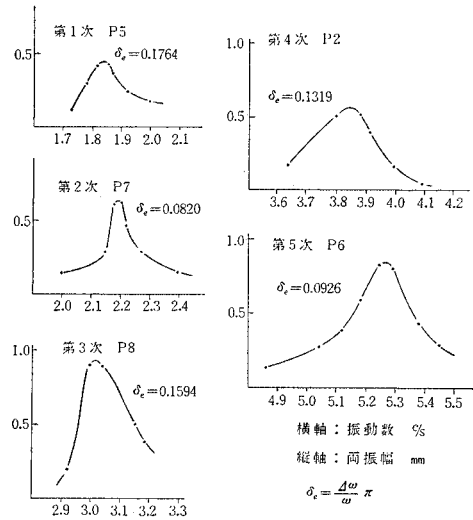 第1次 P5
δe=0.1764
0.5
1.7 1.8 1.9 2.0 2.1
第2次 P7
δe=0.0820
0.5
2.0 2.1 2.2 2.3 2.4
第3次 P8
1.0
δe=0.1594
0.5
2.9 3.0 3.1 3.2 3.3
第4次 P2
1.0
δe=0.1319
0.5
3.6 3.7 3.8 3.9 4.0 4.1 4.2
第5次 P6
1.0
δe=0.0926
0.5
4.9 5.0 5.1 5.2 5.3 5.4 5.5
横軸：振動数 c/s
縦軸：両振幅 mm
δe=Δω/ω π